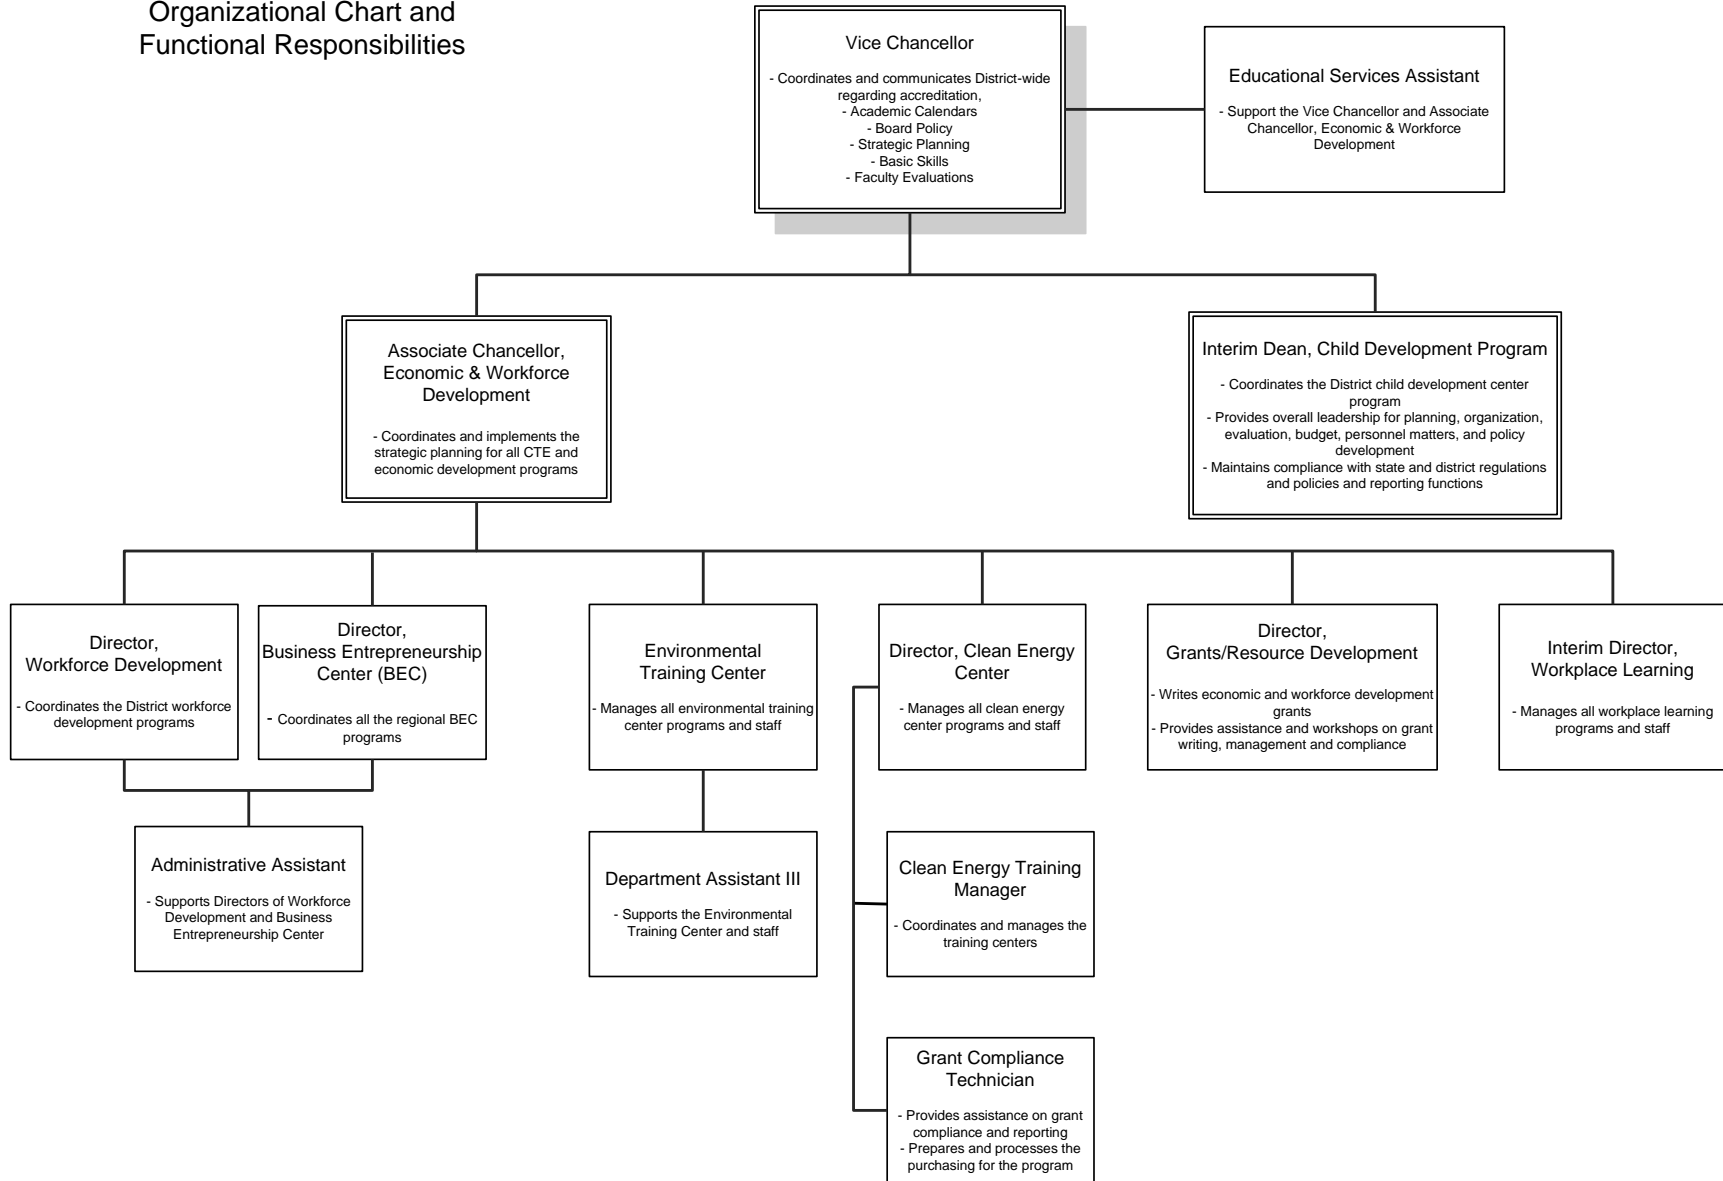 Organizational Chart and
Functional Responsibilities
Vice Chancellor
- Coordinates and communicates District-wide
regarding accreditation,
- Academic Calendars
- Board Policy
- Strategic Planning
- Basic Skills
- Faculty Evaluations
Educational Services Assistant
- Support the Vice Chancellor and Associate
Chancellor, Economic & Workforce
Development
Associate Chancellor,
Economic & Workforce
Development
- Coordinates and implements the
strategic planning for all CTE and
economic development programs
Interim Dean, Child Development Program
- Coordinates the District child development center
program
- Provides overall leadership for planning, organization,
evaluation, budget, personnel matters, and policy
development
- Maintains compliance with state and district regulations
and policies and reporting functions
Director,
Workforce Development
- Coordinates the District workforce
development programs
Director,
Business Entrepreneurship
Center (BEC)
- Coordinates all the regional BEC
programs
Environmental
Training Center
- Manages all environmental training
center programs and staff
Director, Clean Energy
Center
- Manages all clean energy
center programs and staff
Director,
Grants/Resource Development
- Writes economic and workforce development
grants
- Provides assistance and workshops on grant
writing, management and compliance
Interim Director,
Workplace Learning
- Manages all workplace learning
programs and staff
Administrative Assistant
- Supports Directors of Workforce
Development and Business
Entrepreneurship Center
Department Assistant III
- Supports the Environmental
Training Center and staff
Clean Energy Training
Manager
- Coordinates and manages the
training centers
Grant Compliance
Technician
- Provides assistance on grant
compliance and reporting
- Prepares and processes the
purchasing for the program